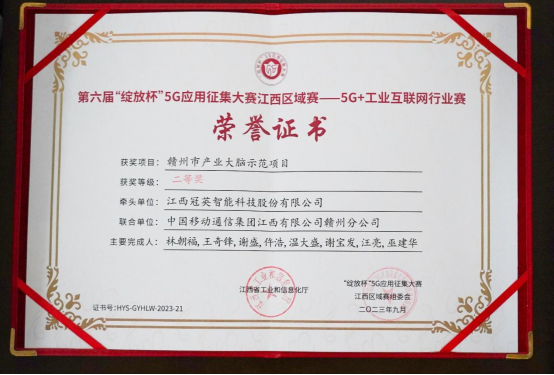 第六届“绽放杯”5G应用征集大赛江西区域赛——5G+工业互联网行业赛
荣誉证书
获奖项目: 赣州市产业大脑示范项目
获奖等级: 二等奖
牵头单位: 江西冠英智能科技股份有限公司
联合单位: 中国移动通信集团江西有限公司赣州分公司
主要完成人: 林朝福,王奇锋,谢盛,仵浩,温大盛,谢宝发,江亮,巫建华
江西省工业和信息化厅
“绽放杯”5G应用征集大赛
江西区域赛组委会
二〇二三年九月
证书号:HYS-GYHLW-2023-21